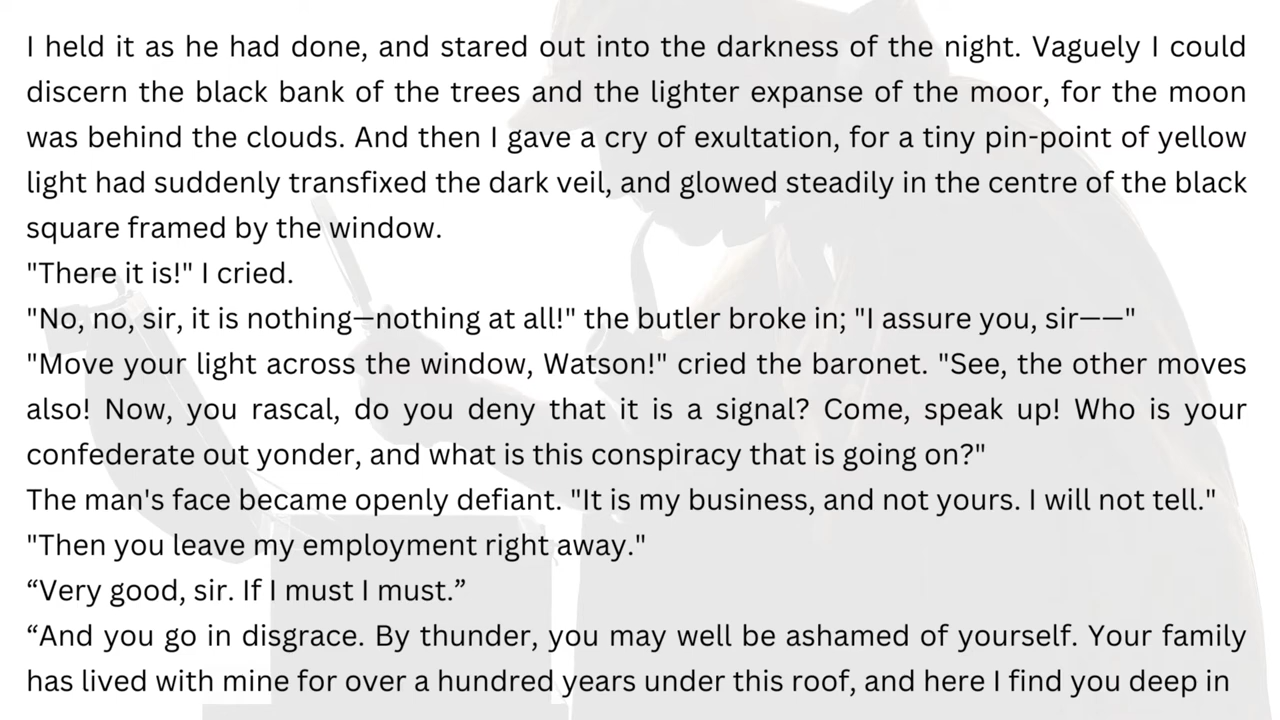 I held it as he had done, and stared out into the darkness of the night. Vaguely I could
discern the black bank of the trees and the lighter expanse of the moor, for the moon
was behind the clouds. And then I gave a cry of exultation, for a tiny pin-point of yellow
light had suddenly transfixed the dark veil, and glowed steadily in the centre of the black
square framed by the window.
"There it is!" I cried.
"No, no, sir, it is nothing—nothing at all!" the butler broke in; "I assure you, sir——"
"Move your light across the window, Watson!" cried the baronet. "See, the other moves
also! Now, you rascal, do you deny that it is a signal? Come, speak up! Who is your
confederate out yonder, and what is this conspiracy that is going on?"
The man's face became openly defiant. "It is my business, and not yours. I will not tell."
"Then you leave my employment right away."
“Very good, sir. If I must I must.”
“And you go in disgrace. By thunder, you may well be ashamed of yourself. Your family
has lived with mine for over a hundred years under this roof, and here I find you deep in